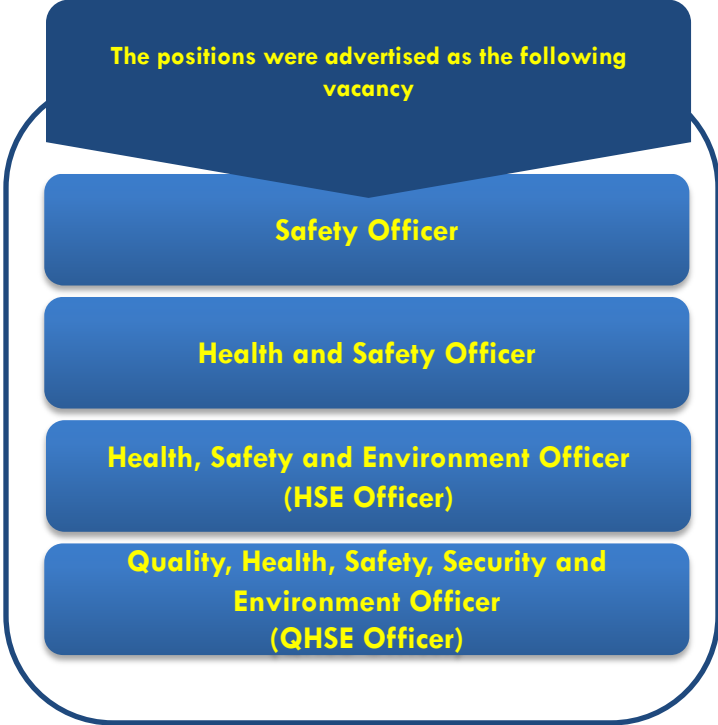 The positions were advertised as the following
vacancy
Safety Officer
Health and Safety Officer
Health, Safety and Environment Officer
(HSE Officer)
Quality, Health, Safety, Security and
Environment Officer
(QHSE Officer)